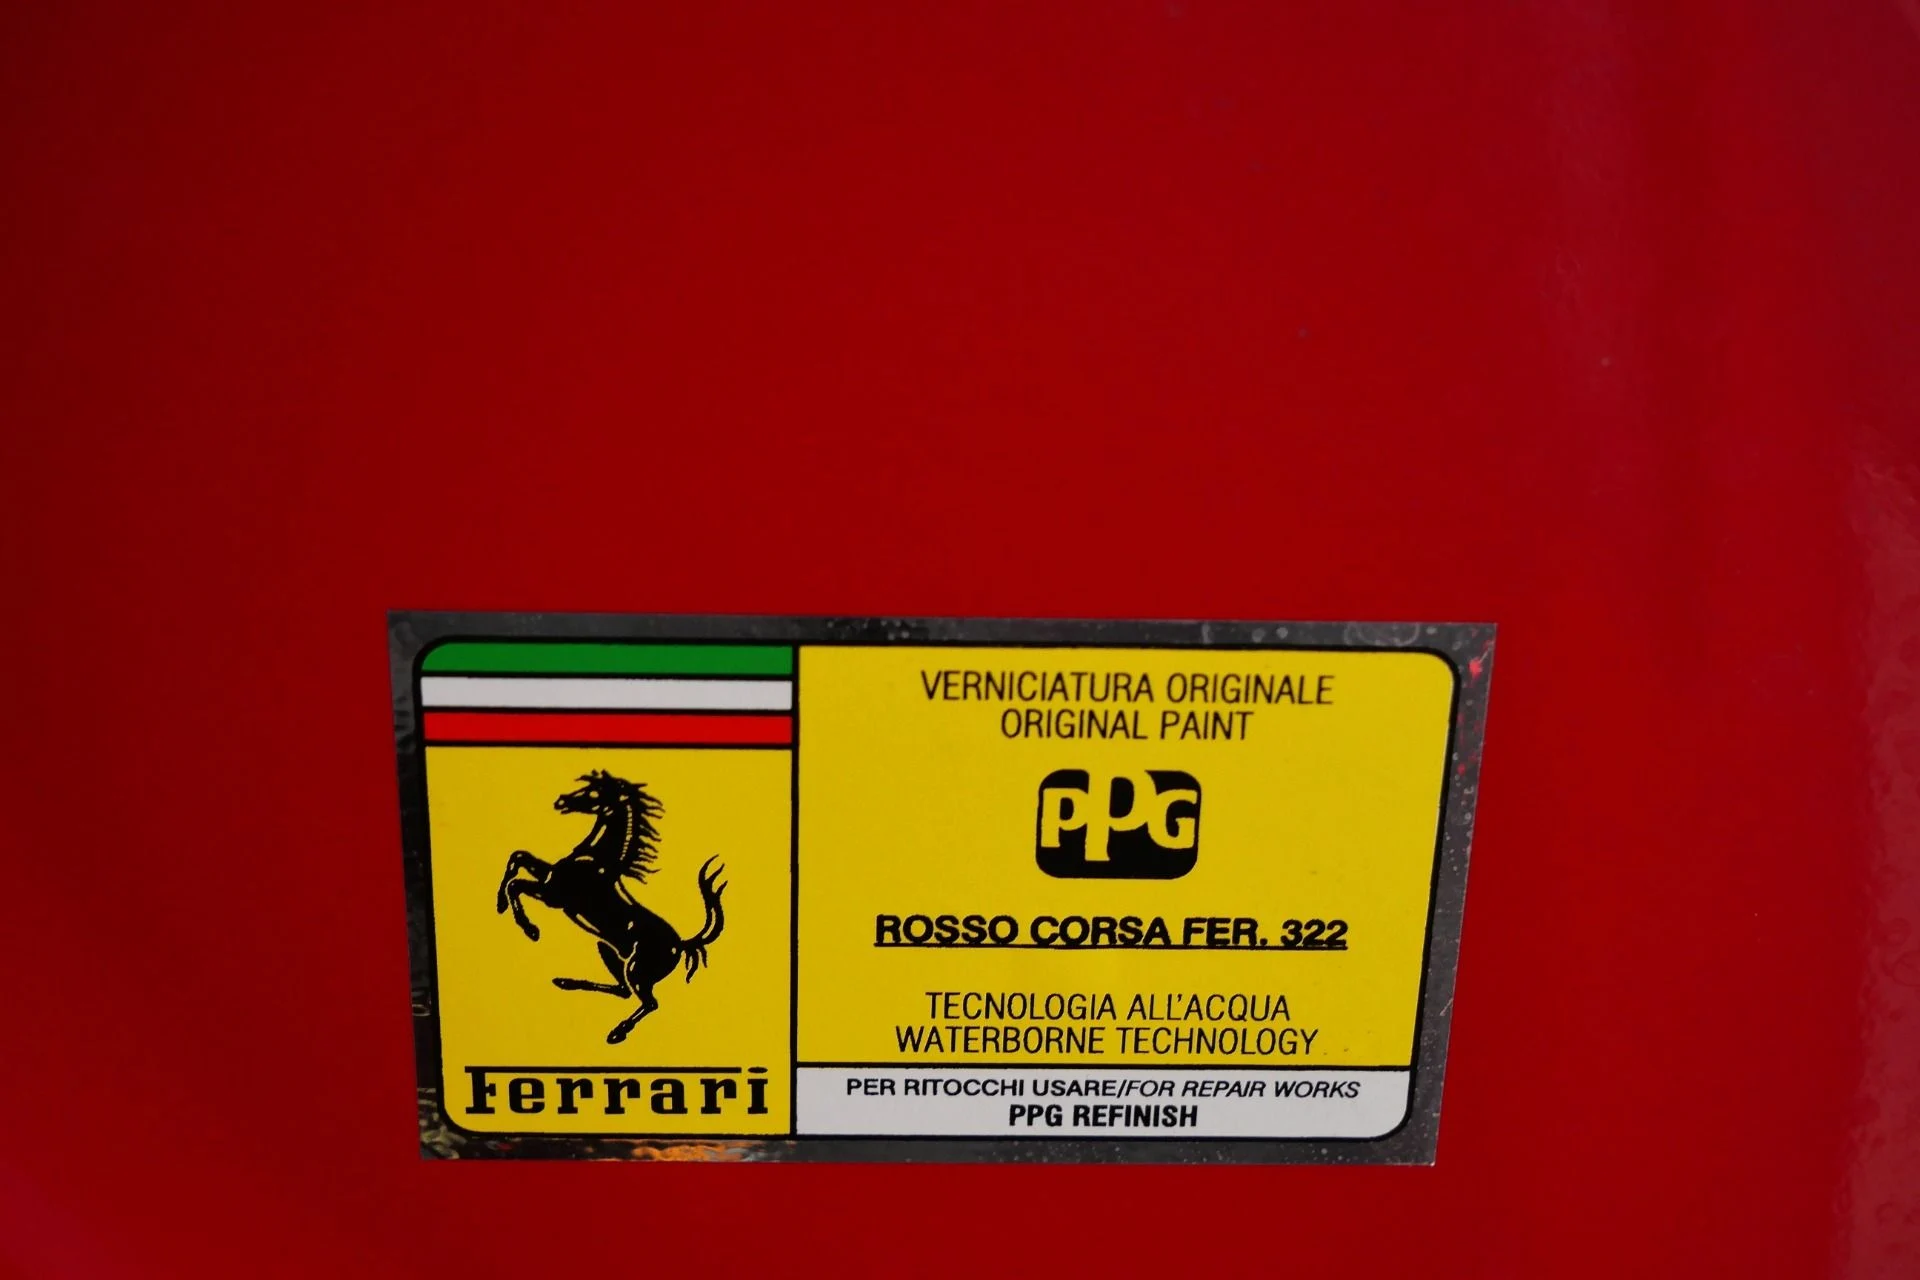 VERNICIATURA ORIGINALE
ORIGINAL PAINT
PPG
ROSSO CORSA FER. 322
TECNOLOGIA ALL'ACQUA
WATERBORNE TECHNOLOGY
Ferrari
PER RITOCCHI USARE/FOR REPAIR WORKS
PPG REFINISH